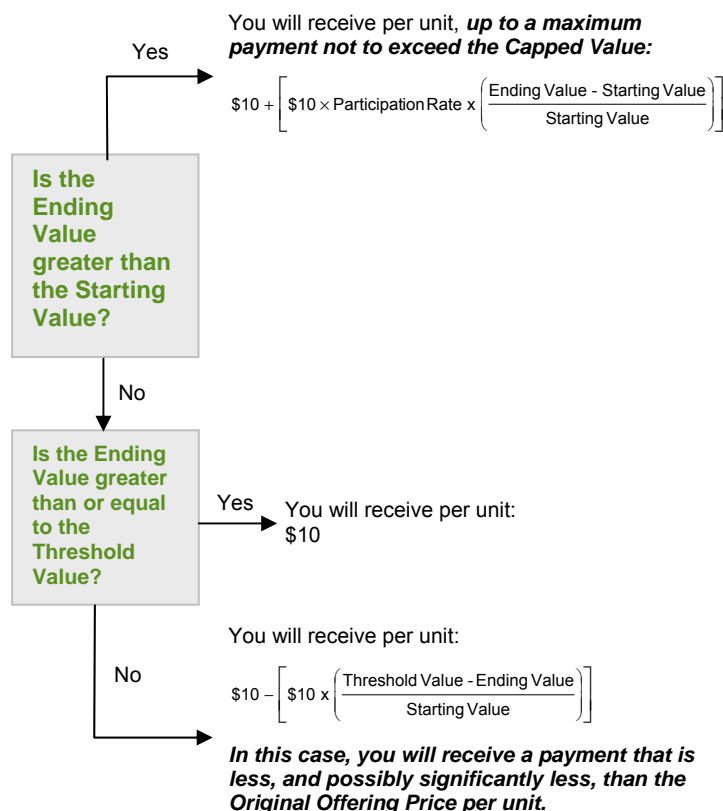 You will receive per unit, up to a maximum
payment not to exceed the Capped Value:
Yes
$10 + [ $10 × Participation Rate x ( Ending Value - Starting Value / Starting Value ) ]
Is the
Ending
Value
greater than
the Starting
Value?
No
Is the Ending
Value greater
than or equal
to the
Threshold
Value?
Yes
You will receive per unit:
$10
No
You will receive per unit:
$10 − [ $10 x ( Threshold Value - Ending Value / Starting Value ) ]
In this case, you will receive a payment that is
less, and possibly significantly less, than the
Original Offering Price per unit.